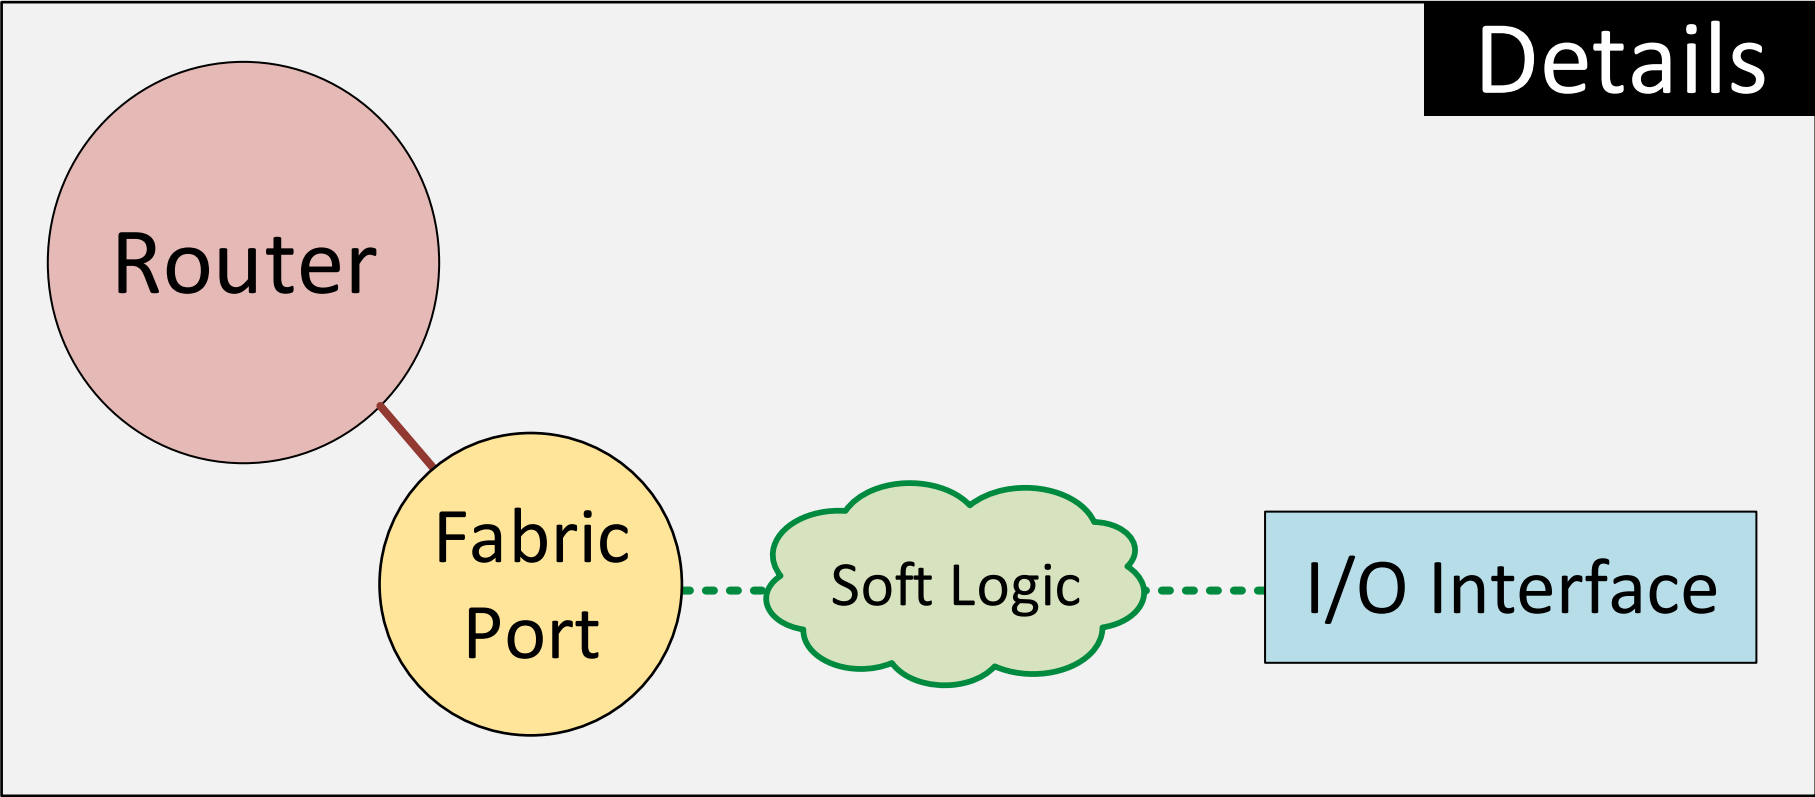 Details
Router
Fabric
Port
Soft Logic
I/O Interface